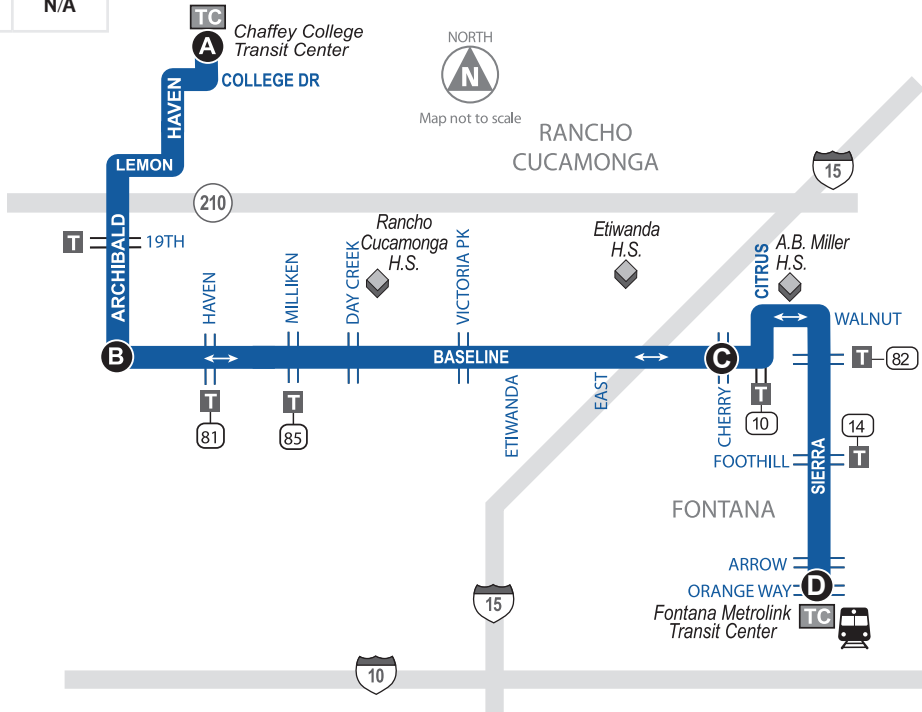 N/A
TC
A
Chaffey College
Transit Center
COLLEGE DR
HAVEN
LEMON
NORTH
N
Map not to scale
RANCHO
CUCAMONGA
15
210
T
19TH
ARCHIBALD
HAVEN
MILLIKEN
DAY CREEK
Rancho
Cucamonga
H.S.
VICTORIA PK
Etiwanda
H.S.
CITRUS
A.B. Miller
H.S.
WALNUT
B
BASELINE
C
T
82
T
81
T
85
ETIWANDA
EAST
CHERRY
T
10
14
T
FOOTHILL
SIERRA
FONTANA
ARROW
ORANGE WAY
D
Fontana Metrolink
Transit Center
TC
15
10